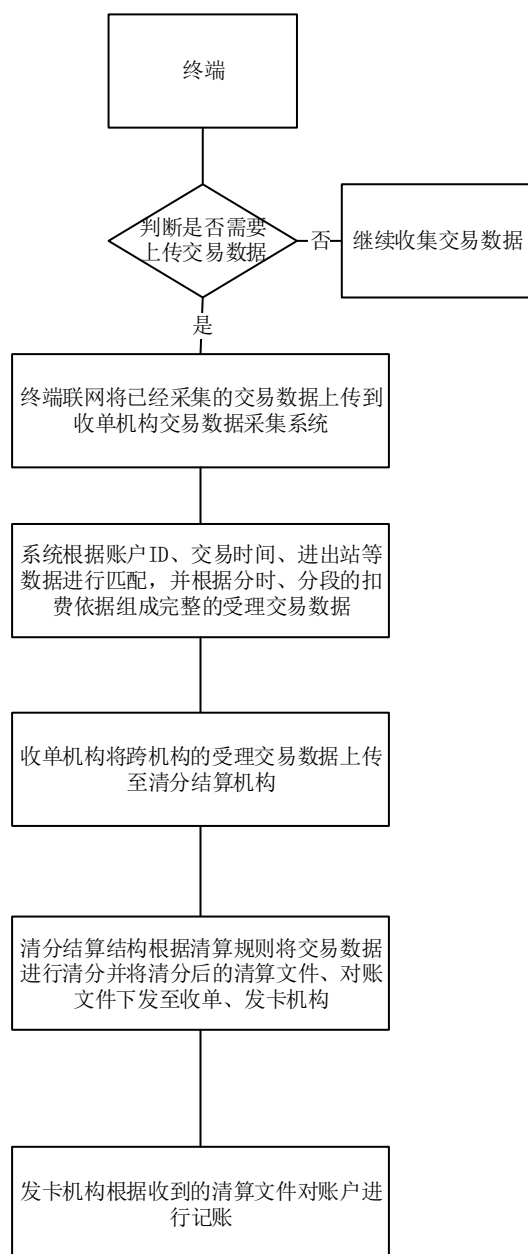 终端
判断是否需要
上传交易数据
否
继续收集交易数据
是
终端联网将已经采集的交易数据上传到
收单机构交易数据采集系统
系统根据账户ID、交易时间、进出站等
数据进行匹配，并根据分时、分段的扣
费依据组成完整的受理交易数据
收单机构将跨机构的受理交易数据上传
至清分结算机构
清分结算结构根据清算规则将交易数据
进行清分并将清分后的清算文件、对账
文件下发至收单、发卡机构
发卡机构根据收到的清算文件对账户进
行记账